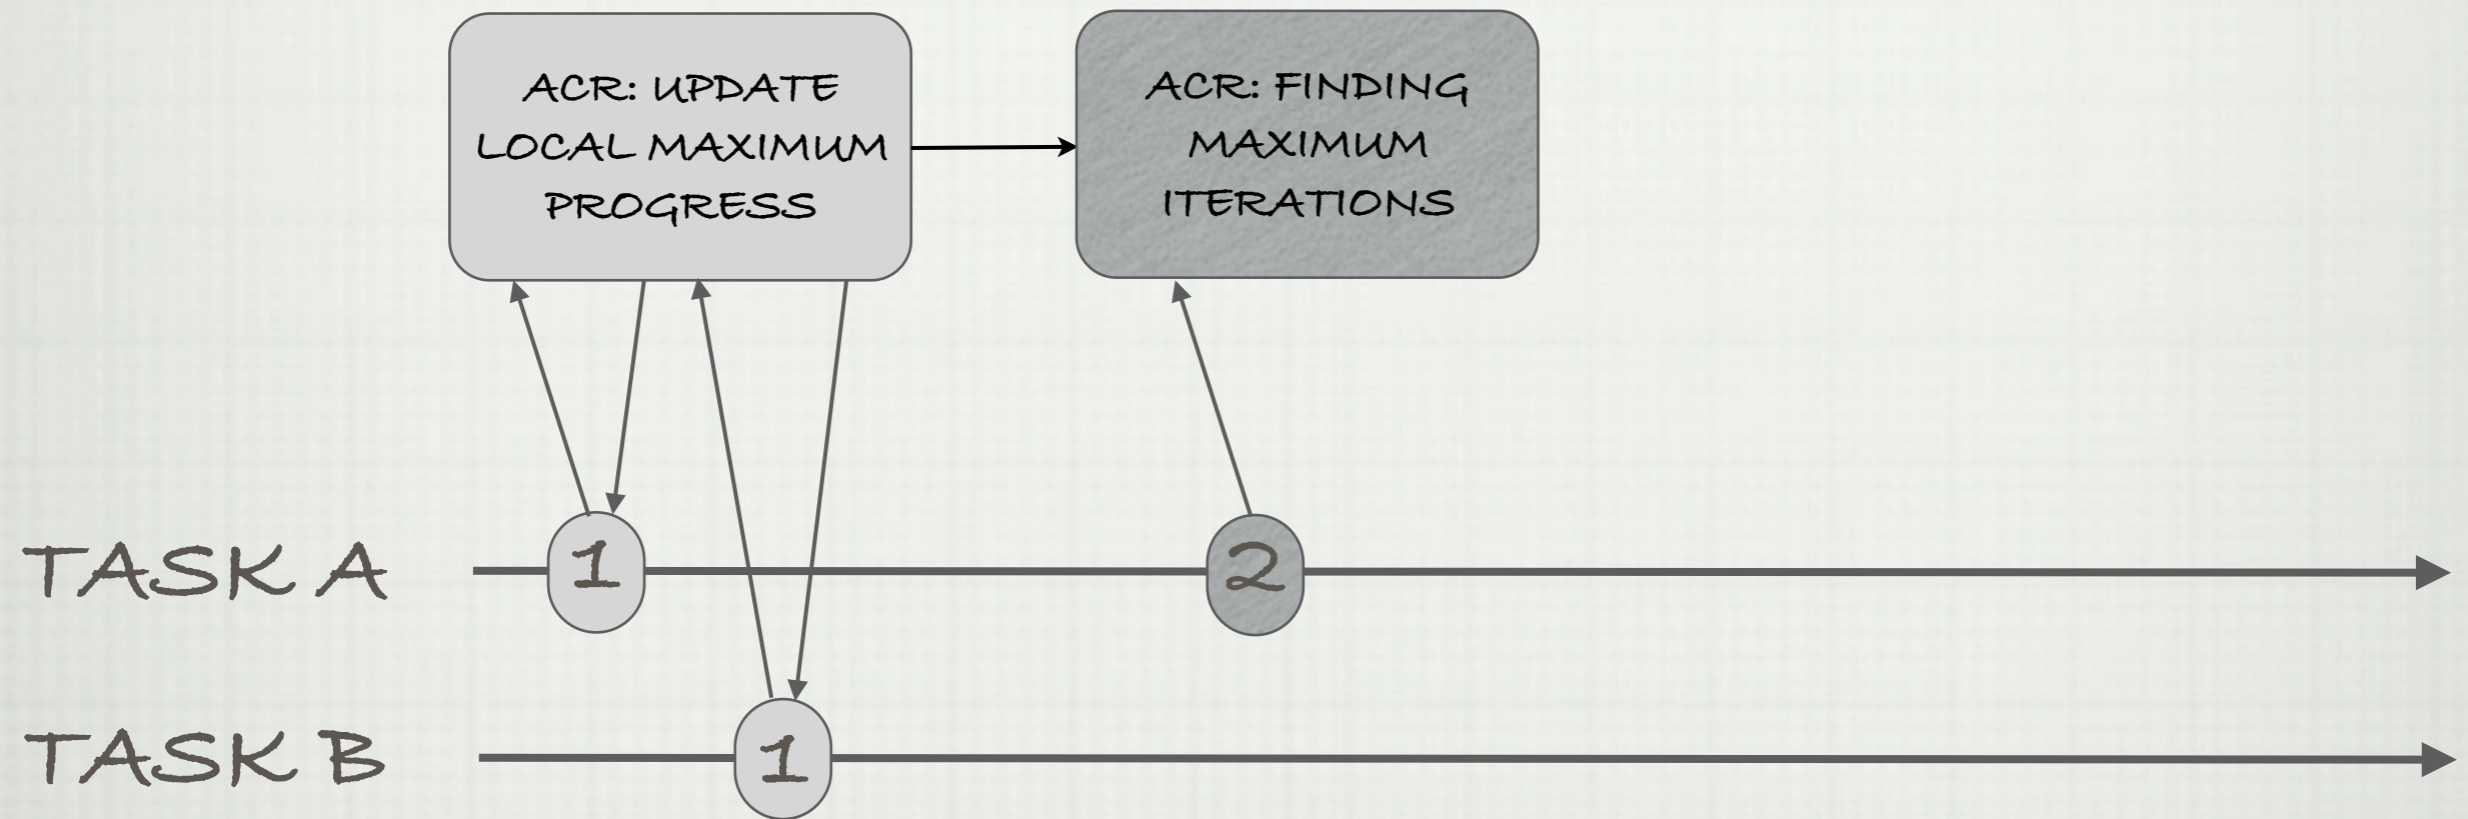 ACR: UPDATE
LOCAL MAXIMUM
PROGRESS
ACR: FINDING
MAXIMUM
ITERATIONS
TASK A
1
2
TASK B
1